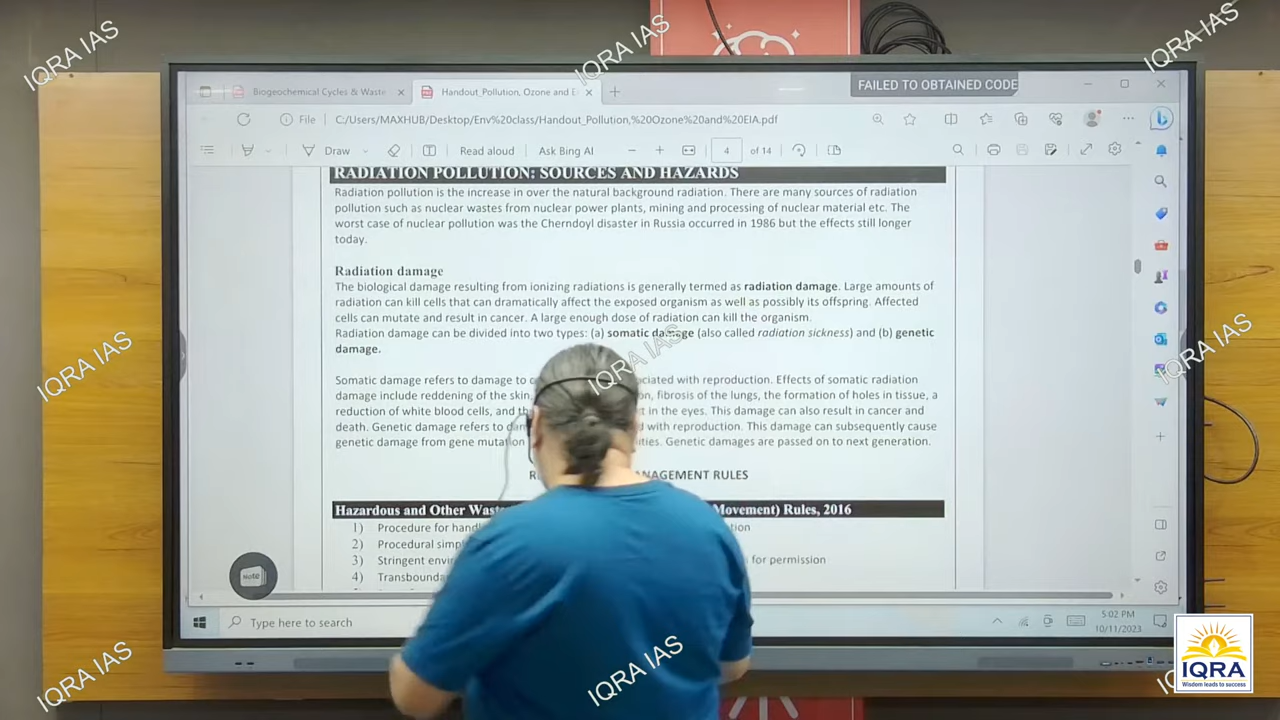 IQRA IAS
IQRA IAS
IQRA IAS
FAILED TO OBTAINED CODE
Biogeochemical Cycles & Waste
Handout_Pollution, Ozone and E
File
C:/Users/MAXHUB/Desktop/Env%20class/Handout_Pollution,%20Ozone%20and%20EIA.pdf
Draw
Read aloud
Ask Bing AI
4
of 14
RADIATION POLLUTION: SOURCES AND HAZARDS
Radiation pollution is the increase in over the natural background radiation. There are many sources of radiation
pollution such as nuclear wastes from nuclear power plants, mining and processing of nuclear material etc. The
worst case of nuclear pollution was the Cherndoyl disaster in Russia occurred in 1986 but the effects still longer
today.
Radiation damage
The biological damage resulting from ionizing radiations is generally termed as radiation damage. Large amounts of
radiation can kill cells that can dramatically affect the exposed organism as well as possibly its offspring. Affected
cells can mutate and result in cancer. A large enough dose of radiation can kill the organism.
Radiation damage can be divided into two types: (a) somatic damage (also called radiation sickness) and (b) genetic
damage.
IQRA IAS
IQRA IAS
IQRA IAS
Somatic damage refers to damage to ciated with reproduction. Effects of somatic radiation
damage include reddening of the skin, on, fibrosis of the lungs, the formation of holes in tissue, a
reduction of white blood cells, and th t in the eyes. This damage can also result in cancer and
death. Genetic damage refers to d with reproduction. This damage can subsequently cause
genetic damage from gene mutation ities. Genetic damages are passed on to next generation.
NAGEMENT RULES
Hazardous and Other Was Movement) Rules, 2016
1) Procedure for handl tion
2) Procedural simpl
3) Stringent envir for permission
4) Transbounda
Note
Type here to search
5:02 PM
10/11/2023
IQRA IAS
IQRA IAS
IQRA
Wisdom leads to success